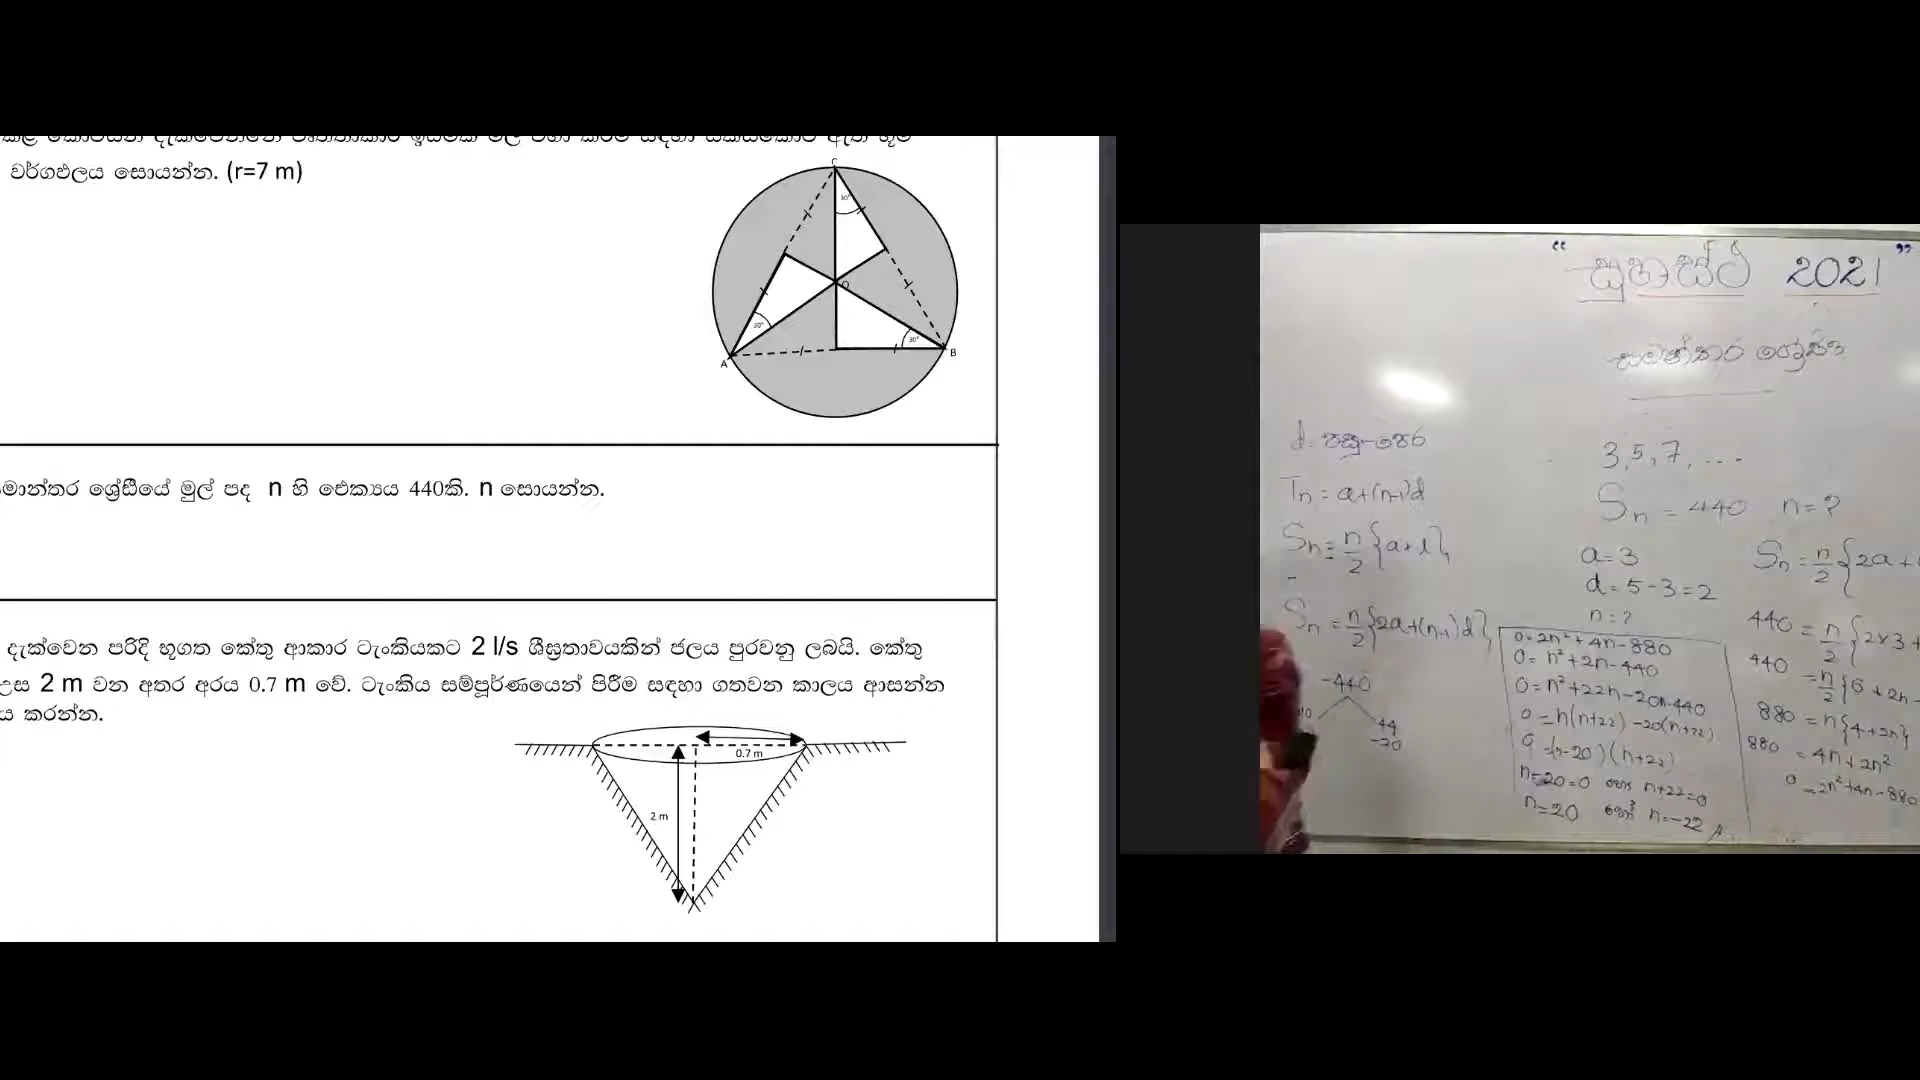 වර්ගඵලය සොයන්න. (r=7 m)
C
30°
O
30°
30°
A
B
ශ්‍රේඪියේ මුල් පද n හි ඓක්‍යය 440කි. n සොයන්න.
දැක්වෙන පරිදි භූගත කේතු ආකාර ටැංකියකට 2 l/s ශීඝ්‍රතාවයකින් ජලය පුරවනු ලබයි. කේතු
උස 2 m වන අතර අරය 0.7 m වේ. ටැංකිය සම්පූර්ණයෙන් පිරීම සඳහා ගතවන කාලය ආසන්න
ය කරන්න.
0.7 m
2 m
2021
සමන්තර ශ්‍රේණි
d = පසු-පෙර
Tn = a+(n-1)d
Sn = n/2 {a+l}
Sn = n/2 {2a+(n-1)d}
-440
44
-20
3, 5, 7, ....
Sn = 440 n = ?
a = 3
d = 5 - 3 = 2
n = ?
0 = 2n²+4n-880
0 = n²+2n-440
0 = n²+22n-20n-440
0 = n(n+22) -20(n+22)
0 = (n-20)(n+22)
n-20=0 හෝ n+22=0
n=20 හෝ n=-22
Sn = n/2 {2a+
440 = n/2 {2x3+
440 = n/2 {6+2n-
880 = n{4+2n}
880 = 4n+2n²
0 = 2n²+4n-880